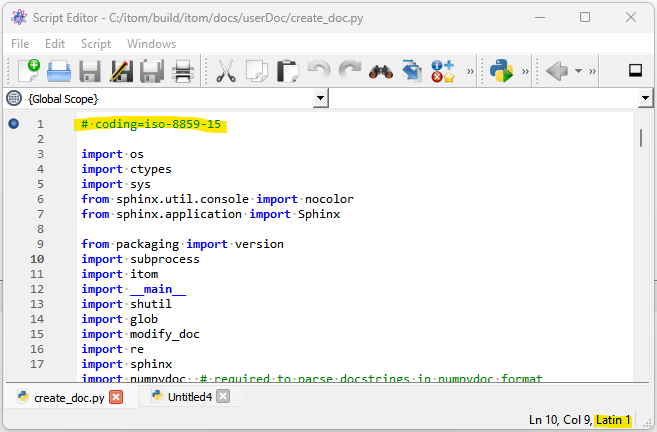 Script Editor - C:/itom/build/itom/docs/userDoc/create_doc.py
File Edit Script Windows
{Global Scope}
1 # coding=iso-8859-15
2
3 import os
4 import ctypes
5 import sys
6 from sphinx.util.console import nocolor
7 from sphinx.application import Sphinx
8
9 from packaging import version
10 import subprocess
11 import itom
12 import __main__
13 import shutil
14 import glob
15 import modify_doc
16 import re
17 import sphinx
import numpydoc # required to parse docstrings in numpydoc format
create_doc.py Untitled4
Ln 10, Col 9, Latin 1